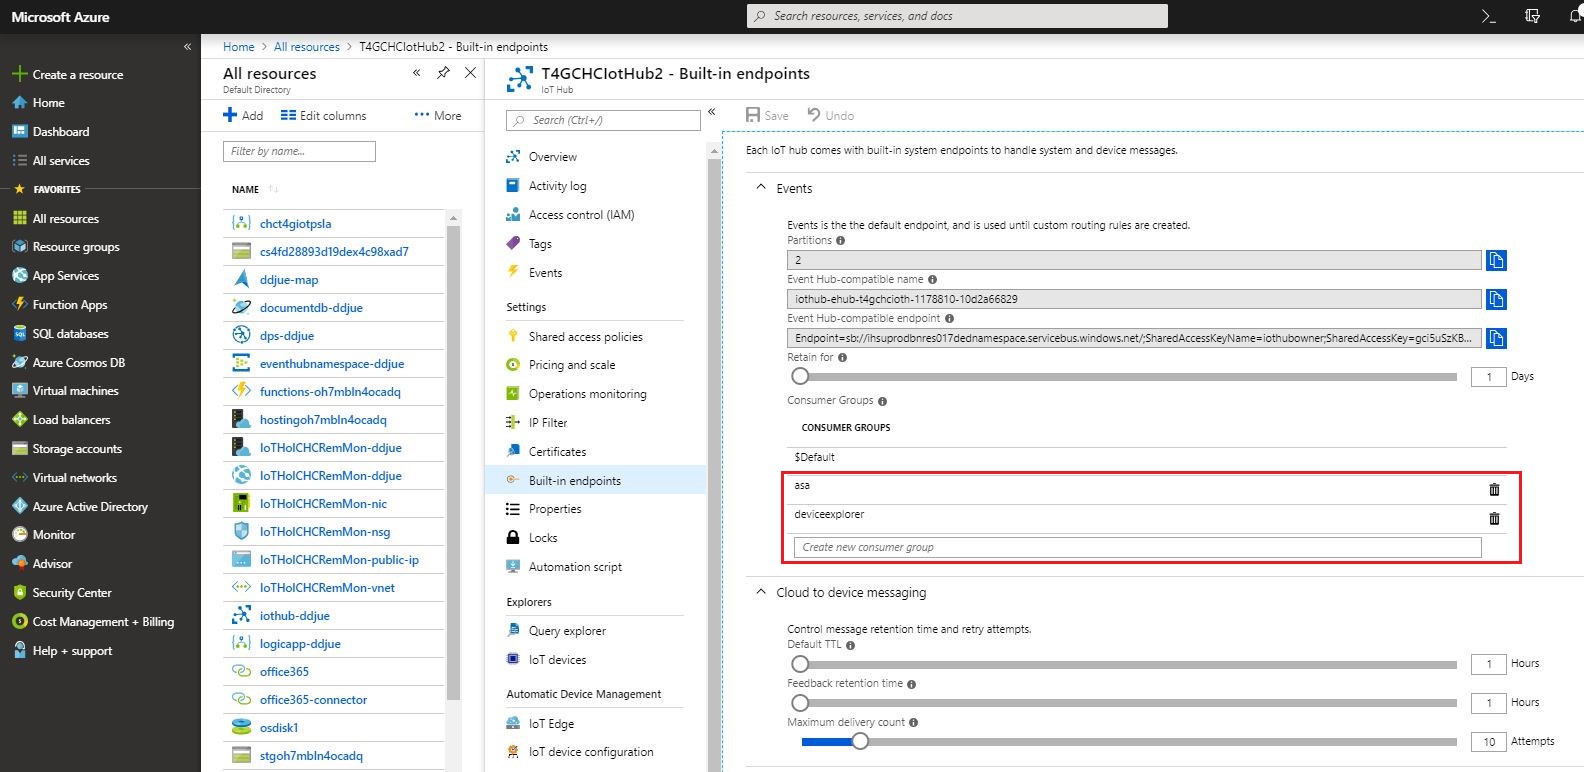 Microsoft Azure
Search resources, services, and docs
«
Create a resource
Home
Dashboard
All services
FAVORITES
All resources
Resource groups
App Services
Function Apps
SQL databases
Azure Cosmos DB
Virtual machines
Load balancers
Storage accounts
Virtual networks
Azure Active Directory
Monitor
Advisor
Security Center
Cost Management + Billing
Help + support
Home > All resources > T4GCHCIotHub2 - Built-in endpoints
All resources
Default Directory
Add Edit columns ··· More
Filter by name...
NAME
chct4giotpsla
cs4fd28893d19dex4c98xad7
ddjue-map
documentdb-ddjue
dps-ddjue
eventhubnamespace-ddjue
functions-oh7mbln4ocadq
hostingoh7mbln4ocadq
IoTHolCHCRemMon-ddjue
IoTHolCHCRemMon-ddjue
IoTHolCHCRemMon-nic
IoTHolCHCRemMon-nsg
IoTHolCHCRemMon-public-ip
IoTHolCHCRemMon-vnet
iothub-ddjue
logicapp-ddjue
office365
office365-connector
osdisk1
stgoh7mbln4ocadq
T4GCHCIotHub2 - Built-in endpoints
IoT Hub
Search (Ctrl+/)
Overview
Activity log
Access control (IAM)
Tags
Events
Settings
Shared access policies
Pricing and scale
Operations monitoring
IP Filter
Certificates
Built-in endpoints
Properties
Locks
Automation script
Explorers
Query explorer
IoT devices
Automatic Device Management
IoT Edge
IoT device configuration
Save Undo
Each IoT hub comes with built-in system endpoints to handle system and device messages.
Events
Events is the the default endpoint, and is used until custom routing rules are created.
Partitions
2
Event Hub-compatible name
iothub-ehub-t4gchcioth-1178810-10d2a66829
Event Hub-compatible endpoint
Endpoint=sb://ihsuprodbnres017dednamespace.servicebus.windows.net/;SharedAccessKeyName=iothubowner;SharedAccessKey=gci5uSzKB...
Retain for
1 Days
Consumer Groups
CONSUMER GROUPS
$Default
asa
deviceexplorer
Create new consumer group
Cloud to device messaging
Control message retention time and retry attempts.
Default TTL
1 Hours
Feedback retention time
1 Hours
Maximum delivery count
10 Attempts